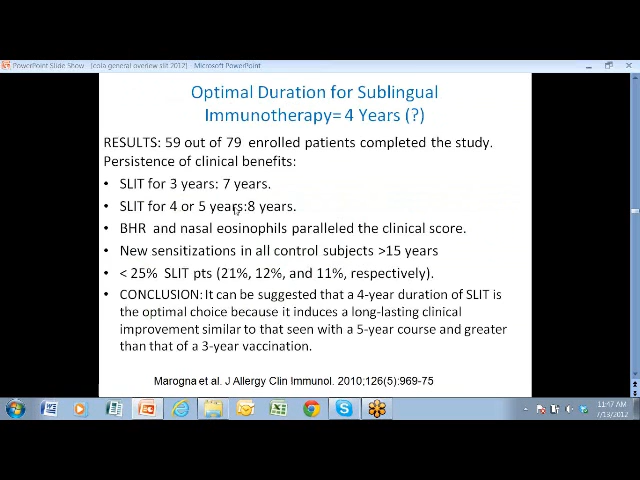 PowerPoint Slide Show - [cola general overiew slit 2012] - Microsoft PowerPoint
Optimal Duration for Sublingual
Immunotherapy= 4 Years (?)
RESULTS: 59 out of 79 enrolled patients completed the study.
Persistence of clinical benefits:
• SLIT for 3 years: 7 years.
• SLIT for 4 or 5 years:8 years.
• BHR and nasal eosinophils paralleled the clinical score.
• New sensitizations in all control subjects >15 years
• < 25% SLIT pts (21%, 12%, and 11%, respectively).
• CONCLUSION: It can be suggested that a 4-year duration of SLIT is
the optimal choice because it induces a long-lasting clinical
improvement similar to that seen with a 5-year course and greater
than that of a 3-year vaccination.
Marogna et al. J Allergy Clin Immunol. 2010;126(5):969-75
11:47 AM
7/13/2012